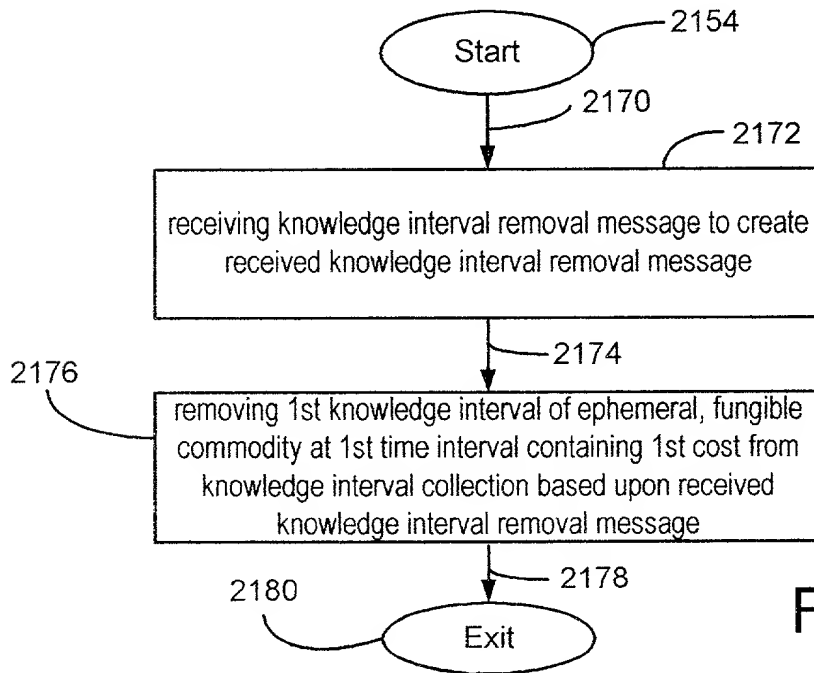 Start
2154
2170
2172
receiving knowledge interval removal message to create
received knowledge interval removal message
2174
2176
removing 1st knowledge interval of ephemeral, fungible
commodity at 1st time interval containing 1st cost from
knowledge interval collection based upon received
knowledge interval removal message
2178
2180
Exit
F